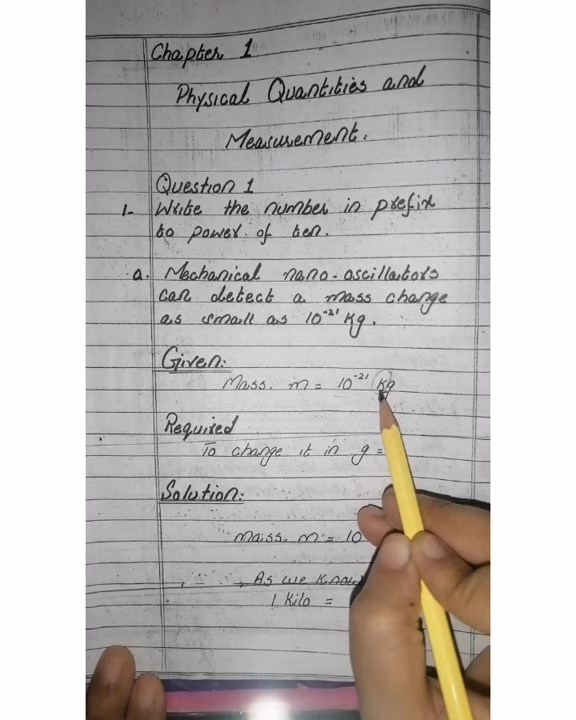 Chapter 1
Physical Quantities and
Measurement.
Question 1
1- Write the number in prefix
to power of ten.
a. Mechanical nano-oscillators
can detect a mass change
as small as 10⁻²¹ Kg.
Given:
Mass. m = 10⁻²¹ Kg
Required
To change it in g =
Solution:
Mass. m = 10
As we know
1 Kilo =